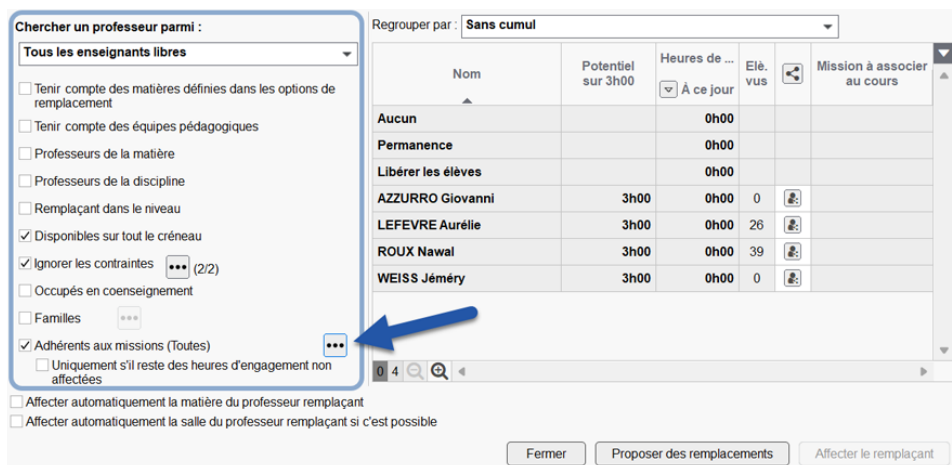 Chercher un professeur parmi :
Tous les enseignants libres
Tenir compte des matières définies dans les options de
remplacement
Tenir compte des équipes pédagogiques
Professeurs de la matière
Professeurs de la discipline
Remplaçant dans le niveau
Disponibles sur tout le créneau
Ignorer les contraintes ... (2/2)
Occupés en coenseignement
Familles ...
Adhérents aux missions (Toutes) ...
Uniquement s'il reste des heures d'engagement non
affectées
Affecter automatiquement la matière du professeur remplaçant
Affecter automatiquement la salle du professeur remplaçant si c'est possible
Regrouper par : Sans cumul
Nom Potentiel sur 3h00 Heures de ... À ce jour Elè. vus Mission à associer au cours
Aucun 0h00
Permanence 0h00
Libérer les élèves 0h00
AZZURRO Giovanni 3h00 0h00 0
LEFEVRE Aurélie 3h00 0h00 26
ROUX Nawal 3h00 0h00 39
WEISS Jéméry 3h00 0h00 0
0 4
Fermer Proposer des remplacements Affecter le remplaçant